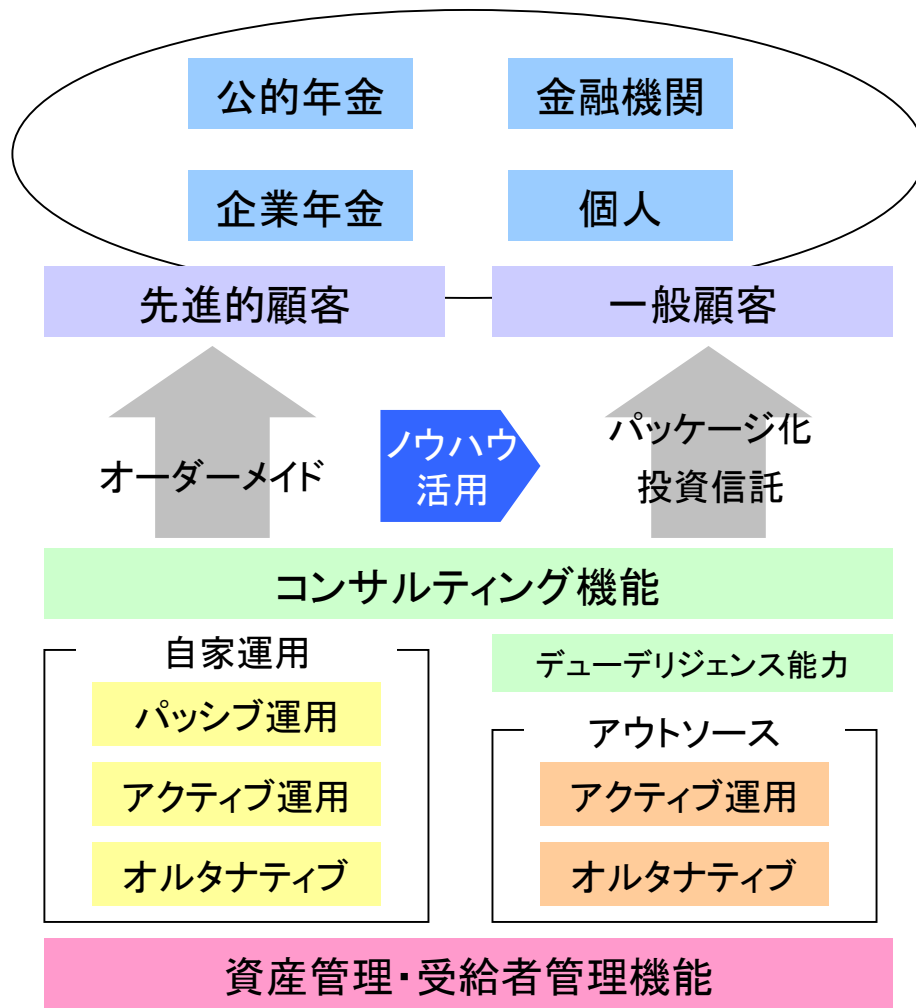 公的年金
金融機関
企業年金
個人
先進的顧客
一般顧客
オーダーメイド
ノウハウ
活用
パッケージ化
投資信託
コンサルティング機能
自家運用
パッシブ運用
アクティブ運用
オルタナティブ
デューデリジェンス能力
アウトソース
アクティブ運用
オルタナティブ
資産管理・受給者管理機能